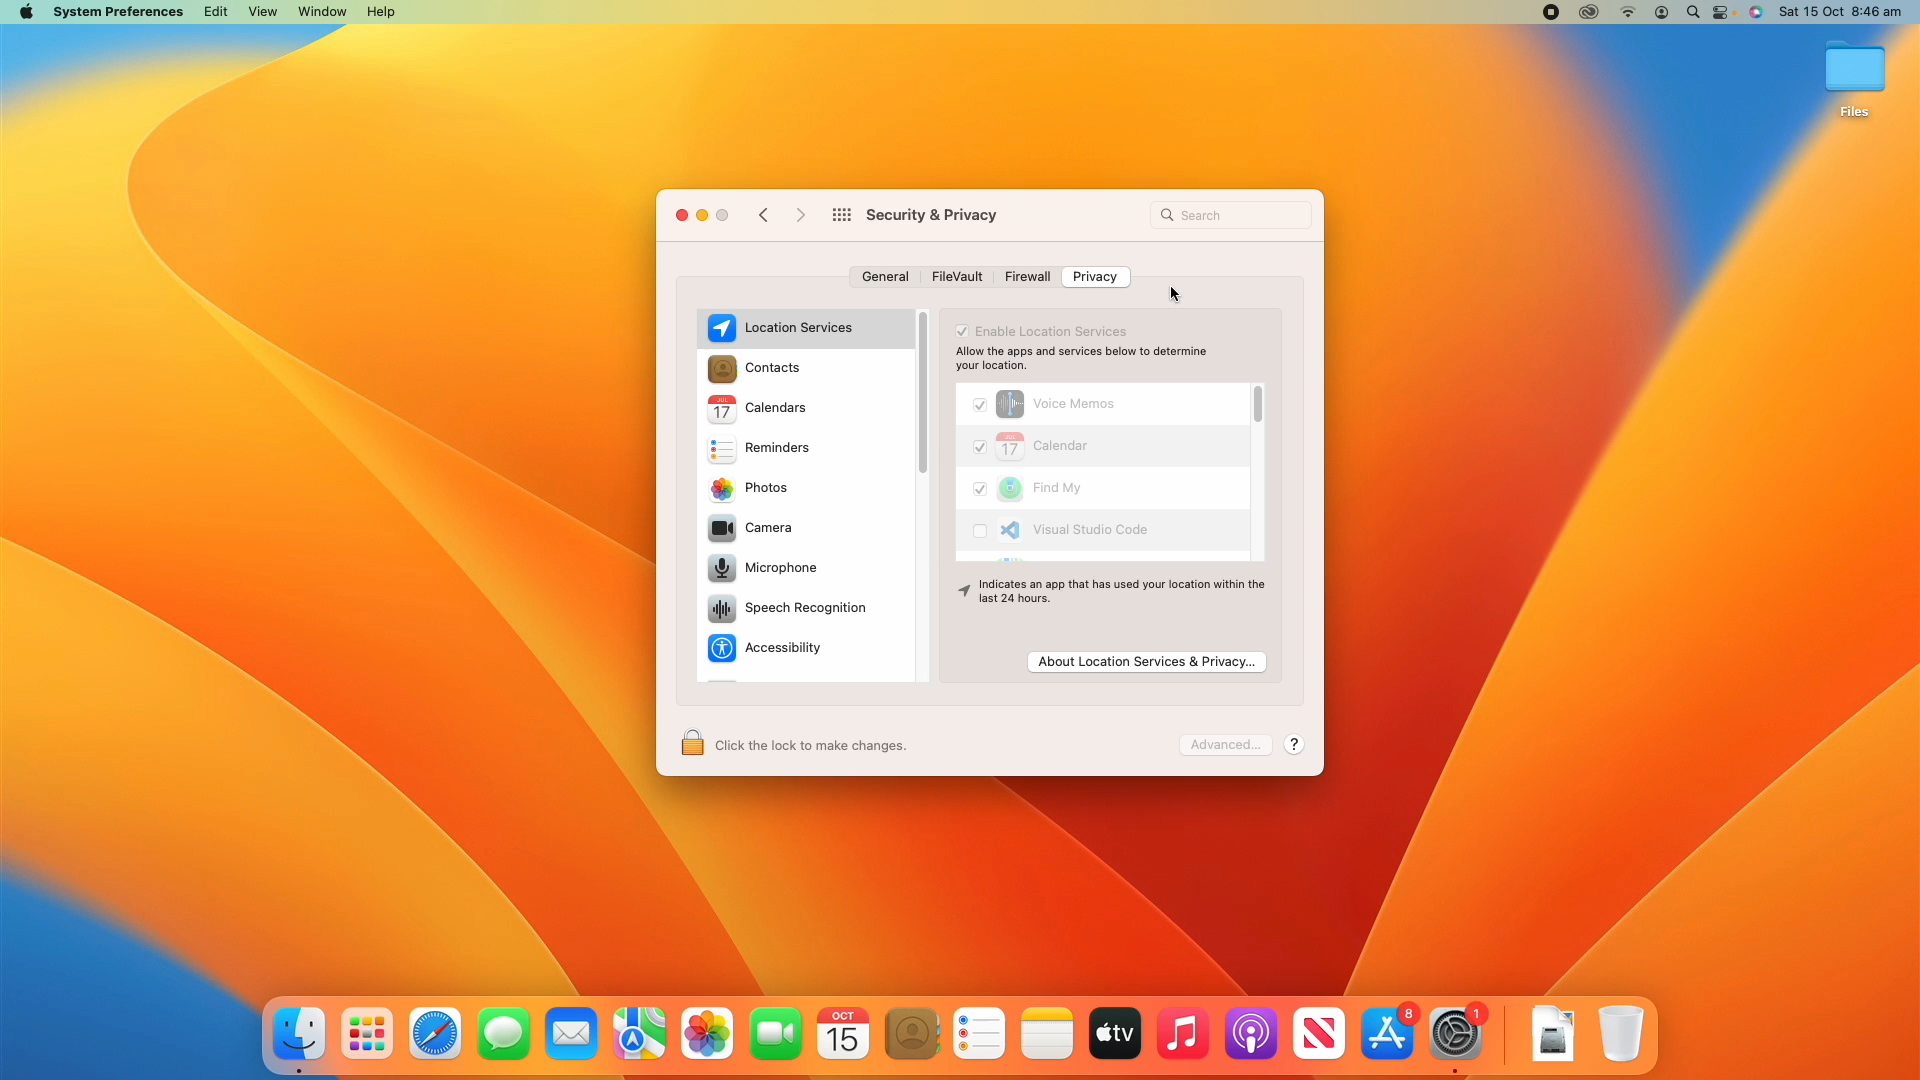 System Preferences Edit View Window Help
Sat 15 Oct 8:46 am
Files
Security & Privacy
Search
General FileVault Firewall Privacy
Location Services
Contacts
JUL
17
Calendars
Reminders
Photos
Camera
Microphone
Speech Recognition
Accessibility
Enable Location Services
Allow the apps and services below to determine
your location.
Voice Memos
JUL
17
Calendar
Find My
Visual Studio Code
Indicates an app that has used your location within the
last 24 hours.
About Location Services & Privacy...
Click the lock to make changes.
Advanced...
?
OCT
15
tv
8
1